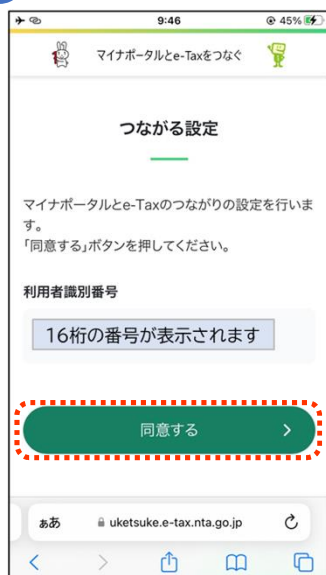 9:46
45%
マイナポータルとe-Taxをつなぐ
つながる設定
マイナポータルとe-Taxのつながりの設定を行いま
す。
「同意する」ボタンを押してください。
利用者識別番号
16桁の番号が表示されます
同意する
ぁあ uketsuke.e-tax.nta.go.jp